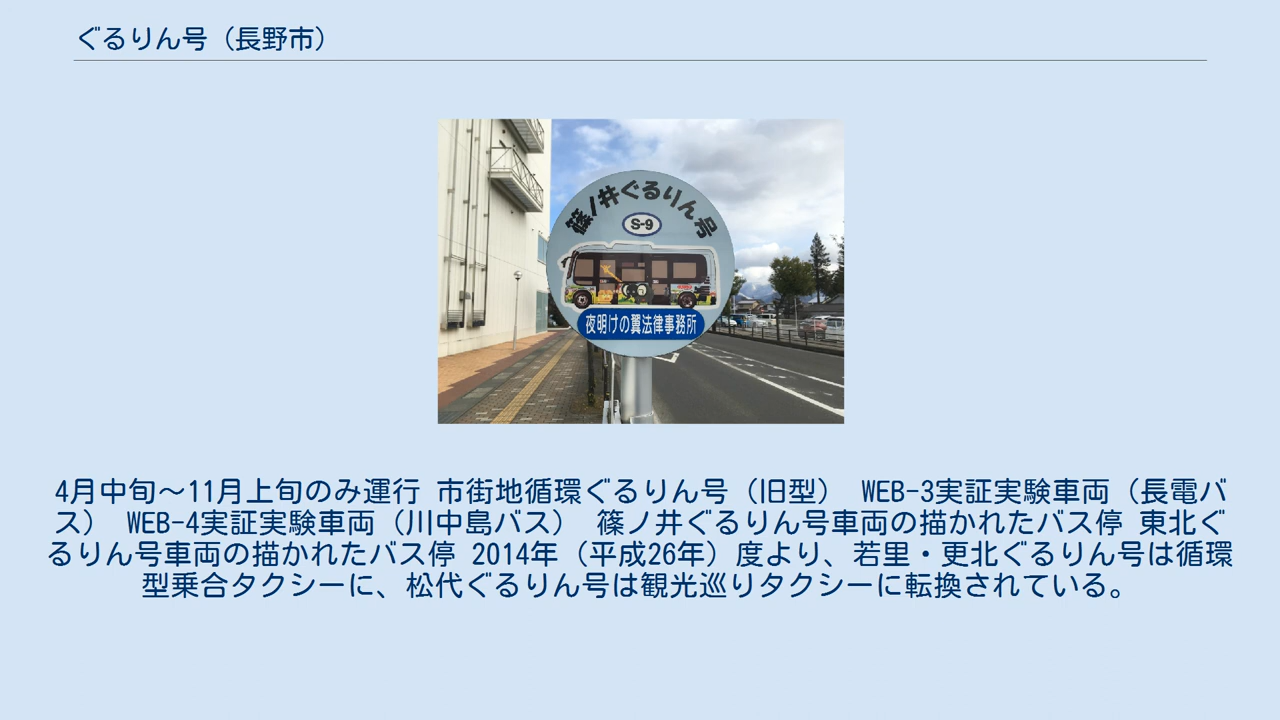 ぐるりん号（長野市）
篠ノ井ぐるりん号
S-9
夜明けの翼法律事務所
4月中旬～11月上旬のみ運行 市街地循環ぐるりん号（旧型） WEB-3実証実験車両（長電バ
ス） WEB-4実証実験車両（川中島バス） 篠ノ井ぐるりん号車両の描かれたバス停 東北ぐ
るりん号車両の描かれたバス停 2014年（平成26年）度より、若里・更北ぐるりん号は循環
型乗合タクシーに、松代ぐるりん号は観光巡りタクシーに転換されている。